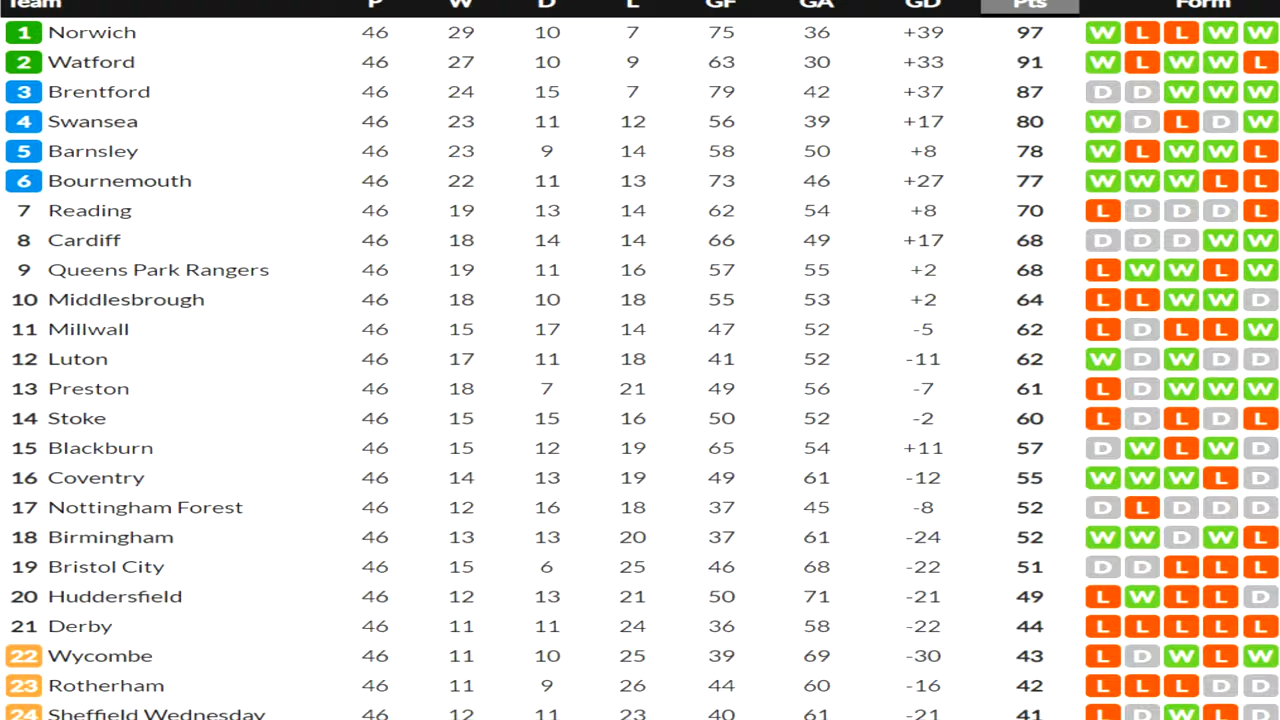 Team P W D L GF GA GD Pts Form
1 Norwich 46 29 10 7 75 36 +39 97 W L L W W
2 Watford 46 27 10 9 63 30 +33 91 W L W W L
3 Brentford 46 24 15 7 79 42 +37 87 D D W W W
4 Swansea 46 23 11 12 56 39 +17 80 W D L D W
5 Barnsley 46 23 9 14 58 50 +8 78 W L W W L
6 Bournemouth 46 22 11 13 73 46 +27 77 W W W L L
7 Reading 46 19 13 14 62 54 +8 70 L D D D L
8 Cardiff 46 18 14 14 66 49 +17 68 D D D W W
9 Queens Park Rangers 46 19 11 16 57 55 +2 68 L W W L W
10 Middlesbrough 46 18 10 18 55 53 +2 64 L L W W D
11 Millwall 46 15 17 14 47 52 -5 62 L D L L W
12 Luton 46 17 11 18 41 52 -11 62 W D W D D
13 Preston 46 18 7 21 49 56 -7 61 L D W W W
14 Stoke 46 15 15 16 50 52 -2 60 L D L D L
15 Blackburn 46 15 12 19 65 54 +11 57 D W L W D
16 Coventry 46 14 13 19 49 61 -12 55 W W W L D
17 Nottingham Forest 46 12 16 18 37 45 -8 52 D L D D D
18 Birmingham 46 13 13 20 37 61 -24 52 W W D W L
19 Bristol City 46 15 6 25 46 68 -22 51 D D L L L
20 Huddersfield 46 12 13 21 50 71 -21 49 L W L L D
21 Derby 46 11 11 24 36 58 -22 44 L L L L L
22 Wycombe 46 11 10 25 39 69 -30 43 L D W L W
23 Rotherham 46 11 9 26 44 60 -16 42 L L L D D
24 Sheffield Wednesday 46 12 11 23 40 61 -21 41 L D W L D